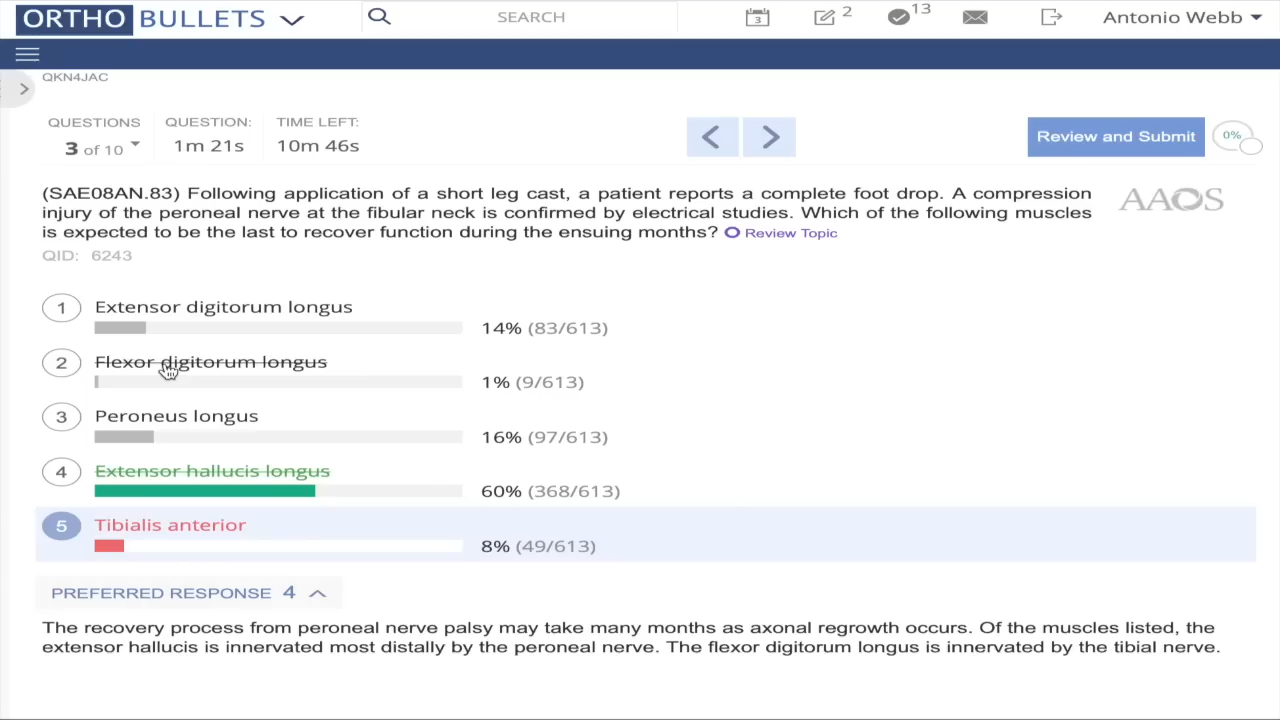 ORTHO BULLETS
SEARCH
3
2
13
Antonio Webb
QKN4JAC
QUESTIONS
3 of 10
QUESTION:
1m 21s
TIME LEFT:
10m 46s
Review and Submit
0%
(SAE08AN.83) Following application of a short leg cast, a patient reports a complete foot drop. A compression
injury of the peroneal nerve at the fibular neck is confirmed by electrical studies. Which of the following muscles
is expected to be the last to recover function during the ensuing months? Review Topic
AAOS
QID: 6243
1 Extensor digitorum longus
14% (83/613)
2 Flexor digitorum longus
1% (9/613)
3 Peroneus longus
16% (97/613)
4 Extensor hallucis longus
60% (368/613)
5 Tibialis anterior
8% (49/613)
PREFERRED RESPONSE 4
The recovery process from peroneal nerve palsy may take many months as axonal regrowth occurs. Of the muscles listed, the
extensor hallucis is innervated most distally by the peroneal nerve. The flexor digitorum longus is innervated by the tibial nerve.